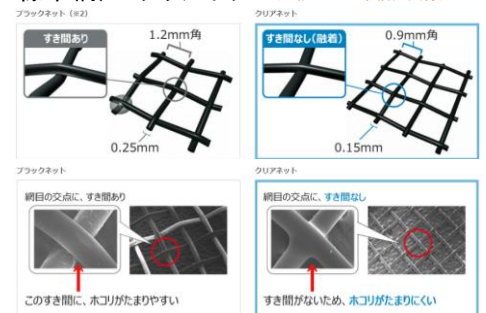 ブラックネット（※2）
すき間あり
1.2mm角
0.25mm
クリアネット
すき間なし（融着）
0.9mm角
0.15mm
ブラックネット
網目の交点に、すき間あり
このすき間に、ホコリがたまりやすい
クリアネット
網目の交点に、すき間なし
すき間がないため、ホコリがたまりにくい